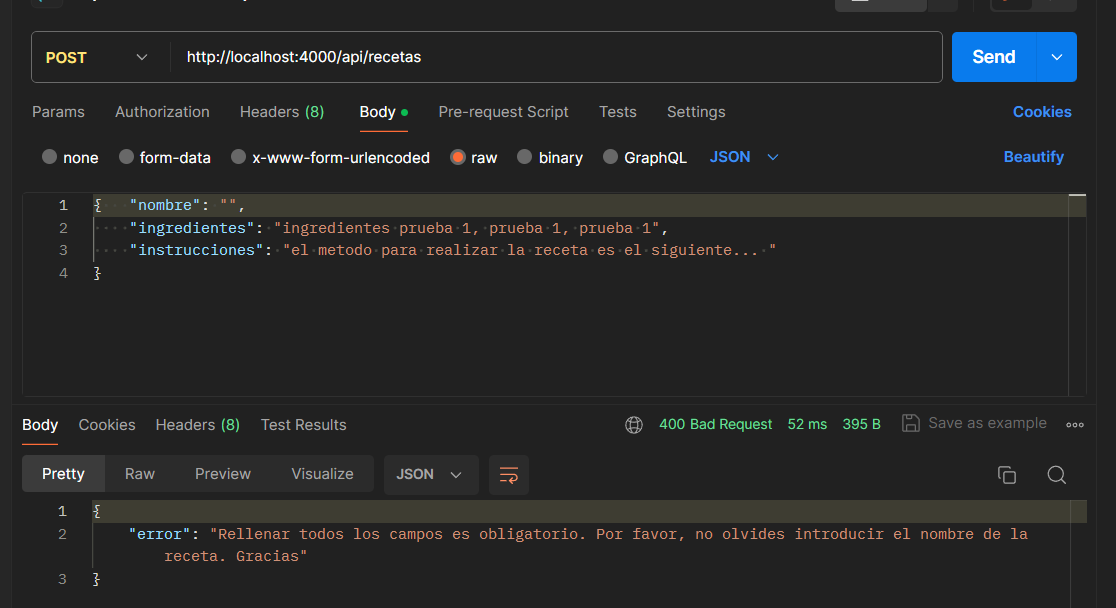 POST http://localhost:4000/api/recetas Send
Params Authorization Headers (8) Body Pre-request Script Tests Settings Cookies
none form-data x-www-form-urlencoded raw binary GraphQL JSON Beautify
1 { "nombre": "",
2 "ingredientes": "ingredientes prueba 1, prueba 1, prueba 1",
3 "instrucciones": "el metodo para realizar la receta es el siguiente... "
4 }
Body Cookies Headers (8) Test Results 400 Bad Request 52 ms 395 B Save as example
Pretty Raw Preview Visualize JSON
1 {
2 "error": "Rellenar todos los campos es obligatorio. Por favor, no olvides introducir el nombre de la
receta. Gracias"
3 }